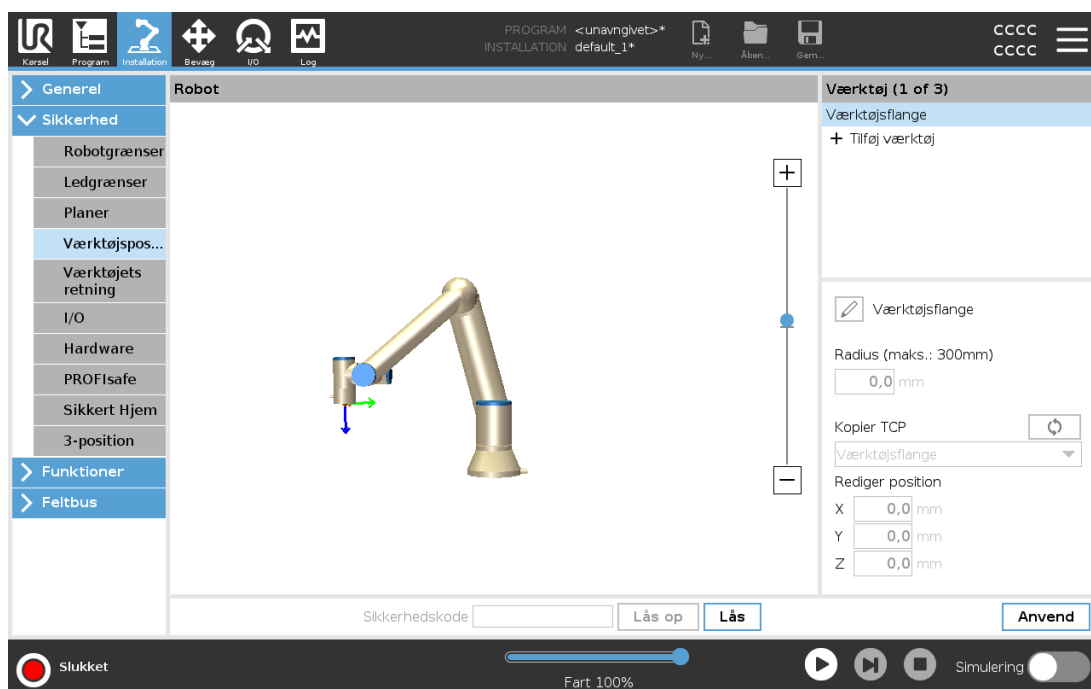 UR
Kørsel
Program
Installation
Bevæg
I/O
Log
PROGRAM <unavngivet>*
INSTALLATION default_1*
Ny...
Åben...
Gem...
CCCC
CCCC
Generel
Sikkerhed
Robotgrænser
Ledgrænser
Planer
Værktøjspos...
Værktøjets
retning
I/O
Hardware
PROFIsafe
Sikkert Hjem
3-position
Funktioner
Feltbus
Robot
Værktøj (1 of 3)
Værktøjsflange
+ Tilføj værktøj
Værktøjsflange
Radius (maks.: 300mm)
0,0 mm
Kopier TCP
Værktøjsflange
Rediger position
X 0,0 mm
Y 0,0 mm
Z 0,0 mm
Sikkerhedskode
Lås op
Lås
Anvend
Slukket
Fart 100%
Simulering